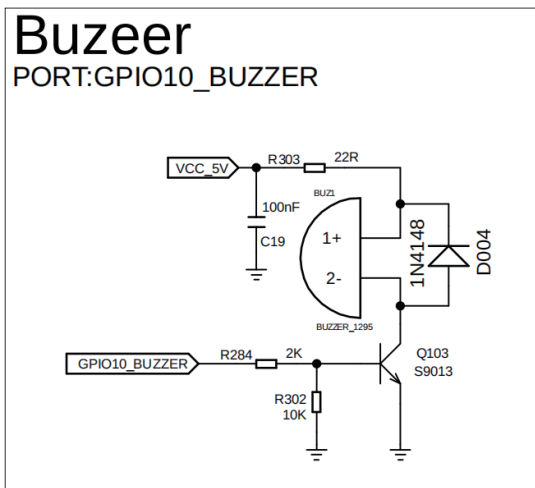 Buzeer
PORT:GPIO10_BUZZER
VCC_5V
R303
22R
BUZ1
100nF
C19
1+
2-
1N4148
D004
BUZZER_1295
GPIO10_BUZZER
R284
2K
Q103
S9013
R302
10K